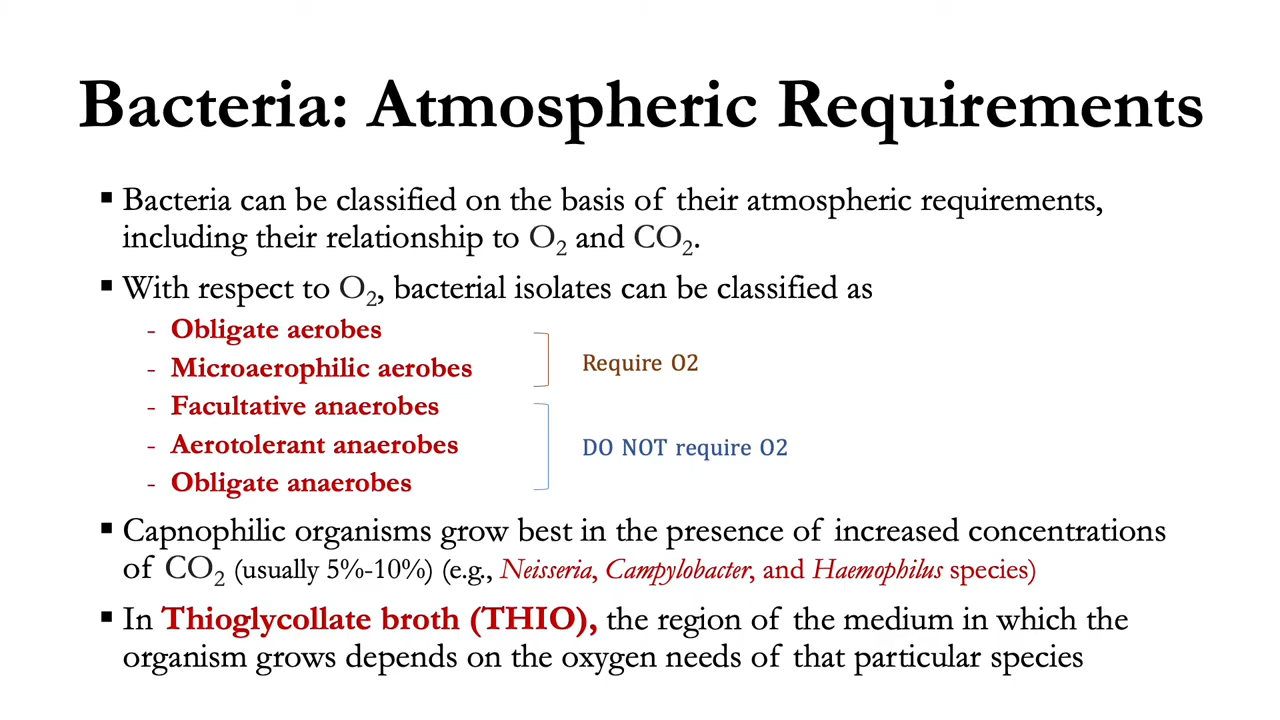 Bacteria: Atmospheric Requirements
▪ Bacteria can be classified on the basis of their atmospheric requirements,
including their relationship to O₂ and CO₂.
▪ With respect to O₂, bacterial isolates can be classified as
- Obligate aerobes
- Microaerophilic aerobes
Require O2
- Facultative anaerobes
- Aerotolerant anaerobes
- Obligate anaerobes
DO NOT require O2
▪ Capnophilic organisms grow best in the presence of increased concentrations
of CO₂ (usually 5%-10%) (e.g., Neisseria, Campylobacter, and Haemophilus species)
▪ In Thioglycollate broth (THIO), the region of the medium in which the
organism grows depends on the oxygen needs of that particular species